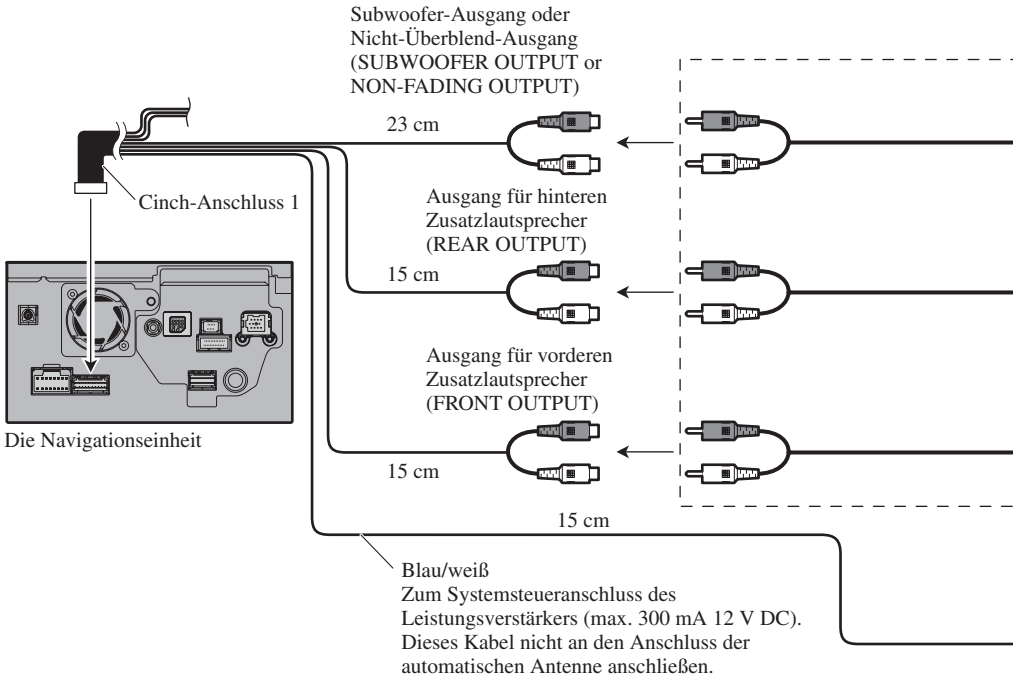 Subwoofer-Ausgang oder
Nicht-Überblend-Ausgang
(SUBWOOFER OUTPUT or
NON-FADING OUTPUT)
23 cm
Cinch-Anschluss 1
Ausgang für hinteren
Zusatzlautsprecher
(REAR OUTPUT)
15 cm
Ausgang für vorderen
Zusatzlautsprecher
(FRONT OUTPUT)
Die Navigationseinheit
15 cm
15 cm
Blau/weiß
Zum Systemsteueranschluss des
Leistungsverstärkers (max. 300 mA 12 V DC).
Dieses Kabel nicht an den Anschluss der
automatischen Antenne anschließen.